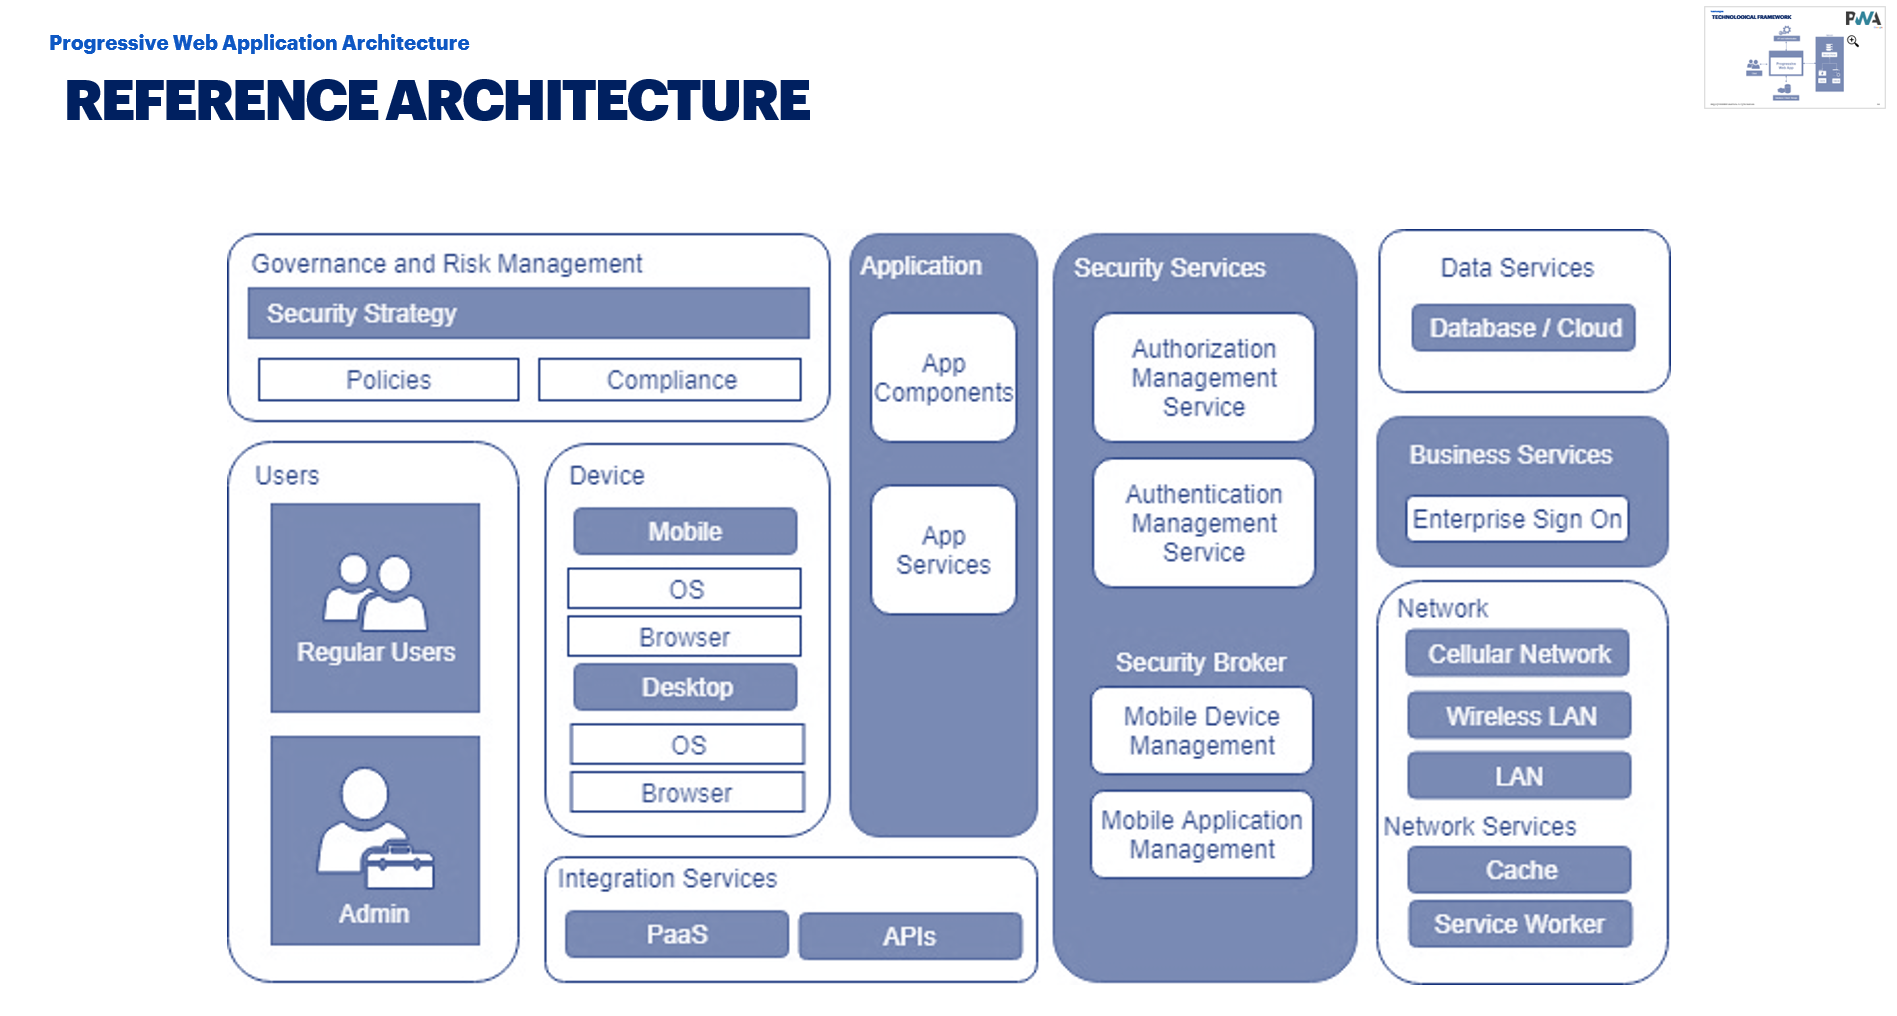 Progressive Web Application Architecture
REFERENCE ARCHITECTURE
TECHNOLOGICAL FRAMEWORK
PWA
Progressive
Web App
Governance and Risk Management
Security Strategy
Policies
Compliance
Users
Regular Users
Admin
Device
Mobile
OS
Browser
Desktop
OS
Browser
Integration Services
PaaS
APIs
Application
App
Components
App
Services
Security Services
Authorization
Management
Service
Authentication
Management
Service
Security Broker
Mobile Device
Management
Mobile Application
Management
Data Services
Database / Cloud
Business Services
Enterprise Sign On
Network
Cellular Network
Wireless LAN
LAN
Network Services
Cache
Service Worker